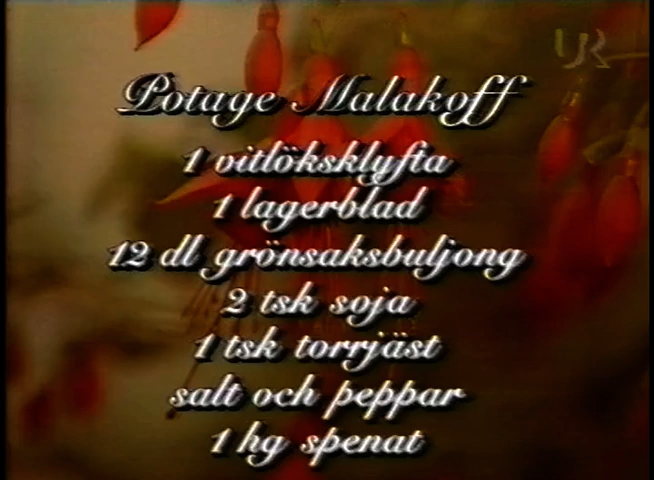 UR
Potage Malakoff
1 vitlöksklyfta
1 lagerblad
12 dl grönsaksbuljong
2 tsk soja
1 tsk torrjäst
salt och peppar
1 hg spenat